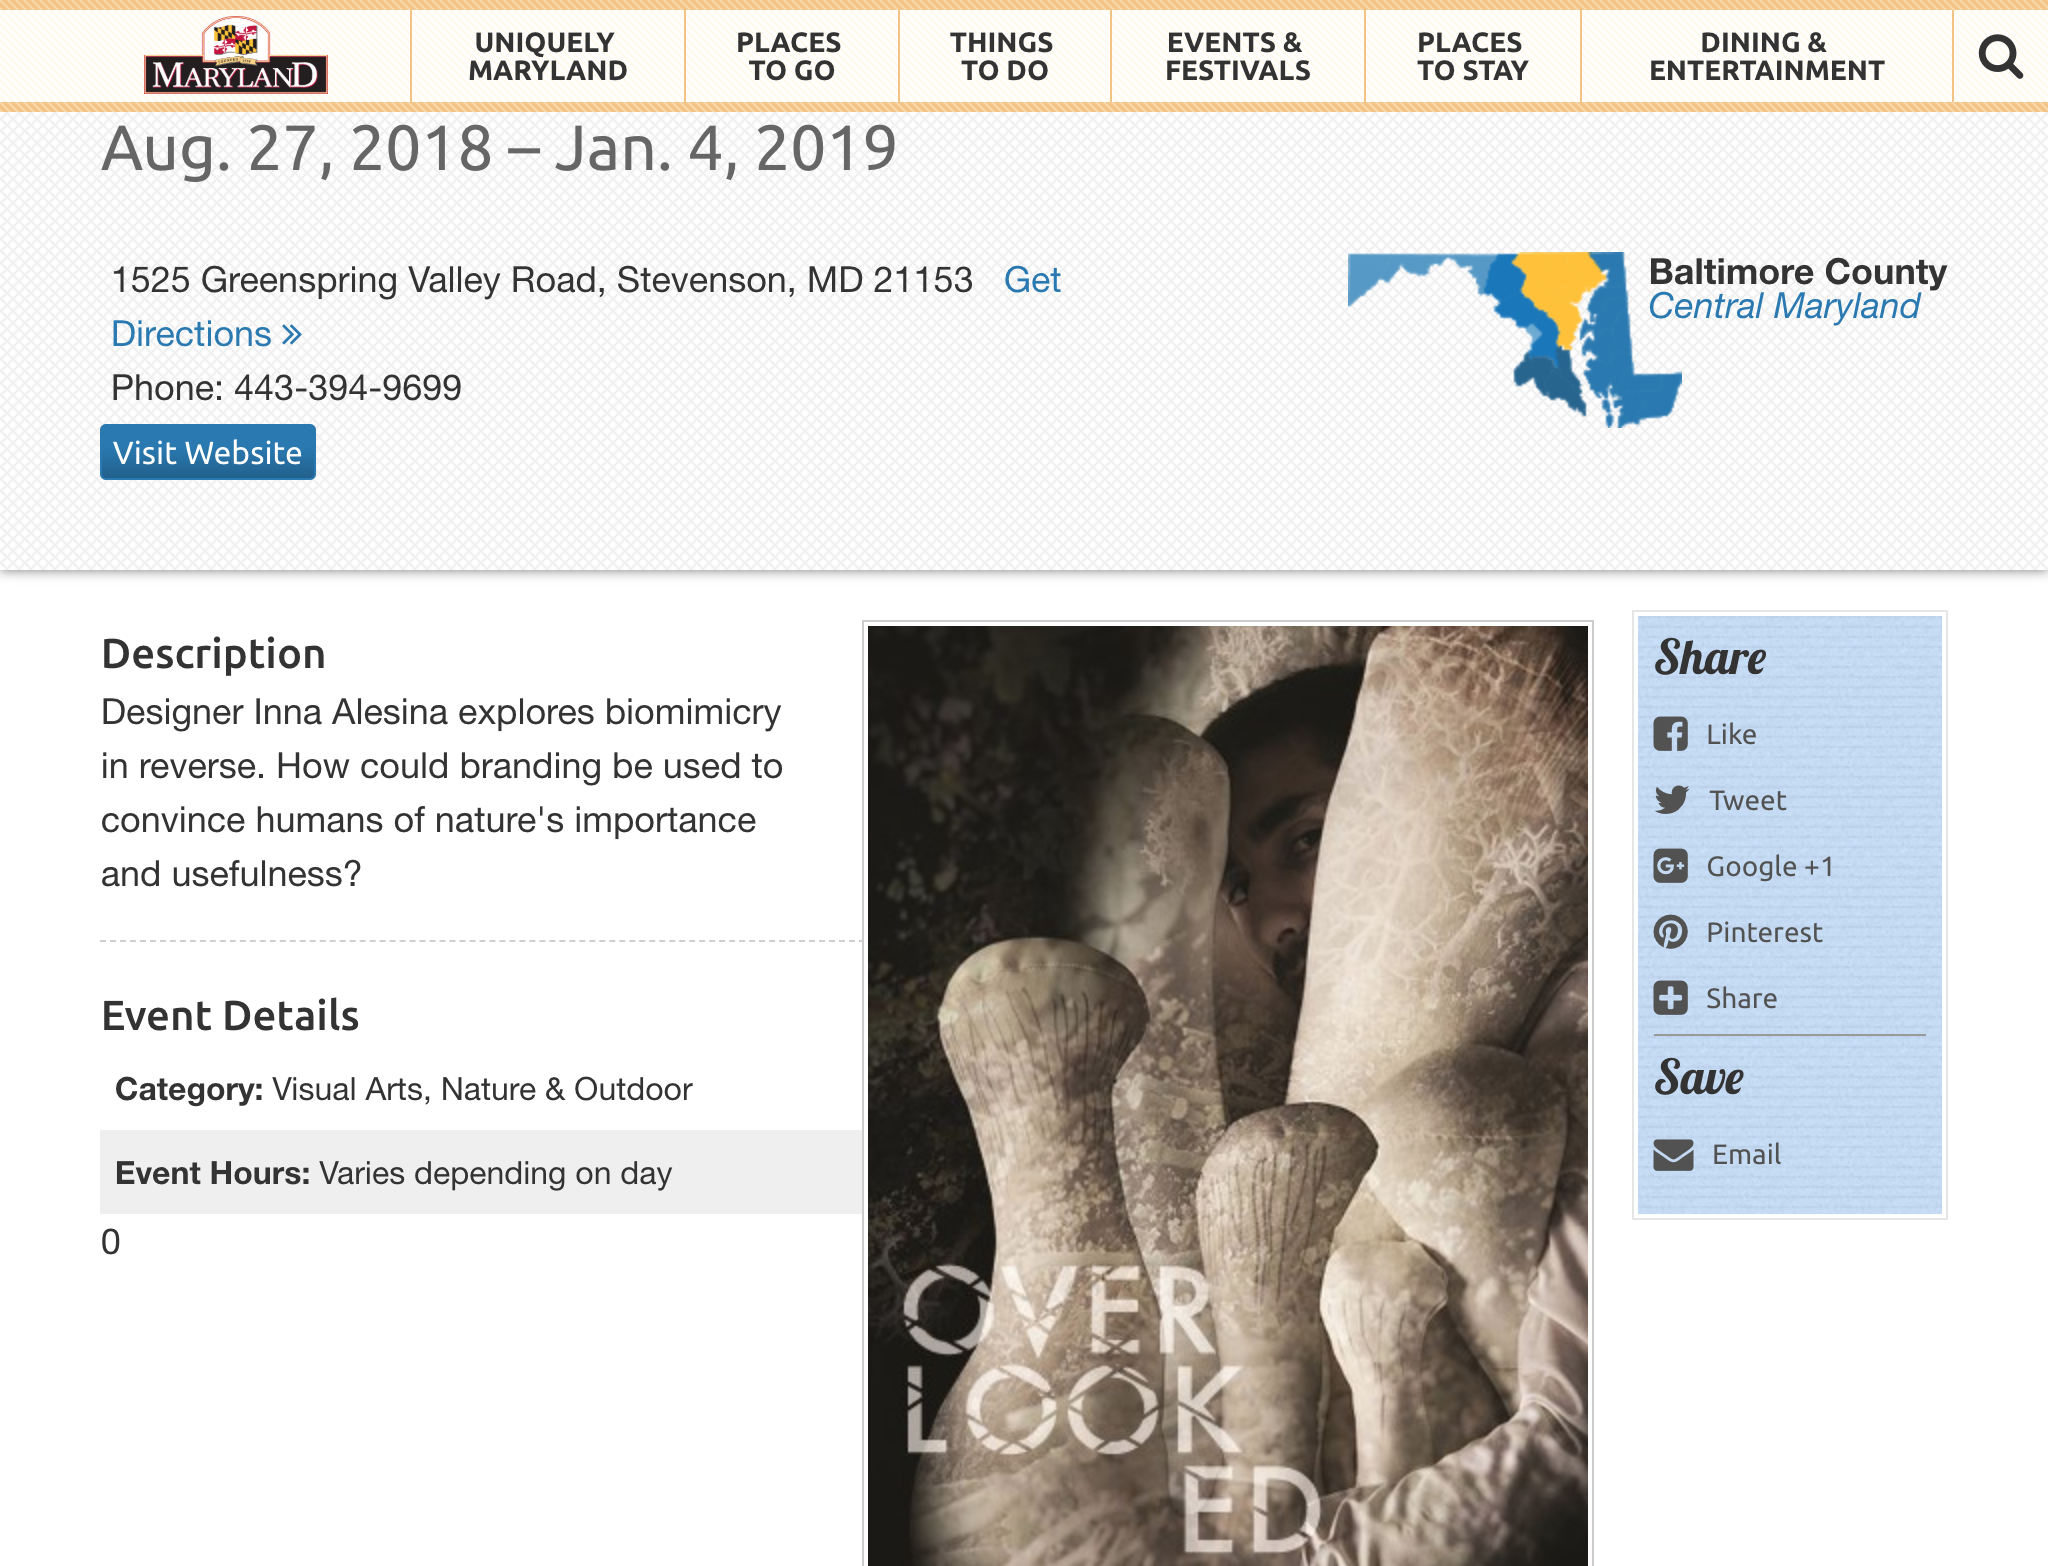 MARYLAND
UNIQUELY
MARYLAND
PLACES
TO GO
THINGS
TO DO
EVENTS &
FESTIVALS
PLACES
TO STAY
DINING &
ENTERTAINMENT
Aug. 27, 2018 – Jan. 4, 2019
1525 Greenspring Valley Road, Stevenson, MD 21153 Get
Directions »
Phone: 443-394-9699
Visit Website
Baltimore County
Central Maryland
Description
Designer Inna Alesina explores biomimicry
in reverse. How could branding be used to
convince humans of nature's importance
and usefulness?
Event Details
Category: Visual Arts, Nature & Outdoor
Event Hours: Varies depending on day
0
OVER
LOOK
ED
Share
Like
Tweet
G+ Google +1
Pinterest
Share
Save
Email